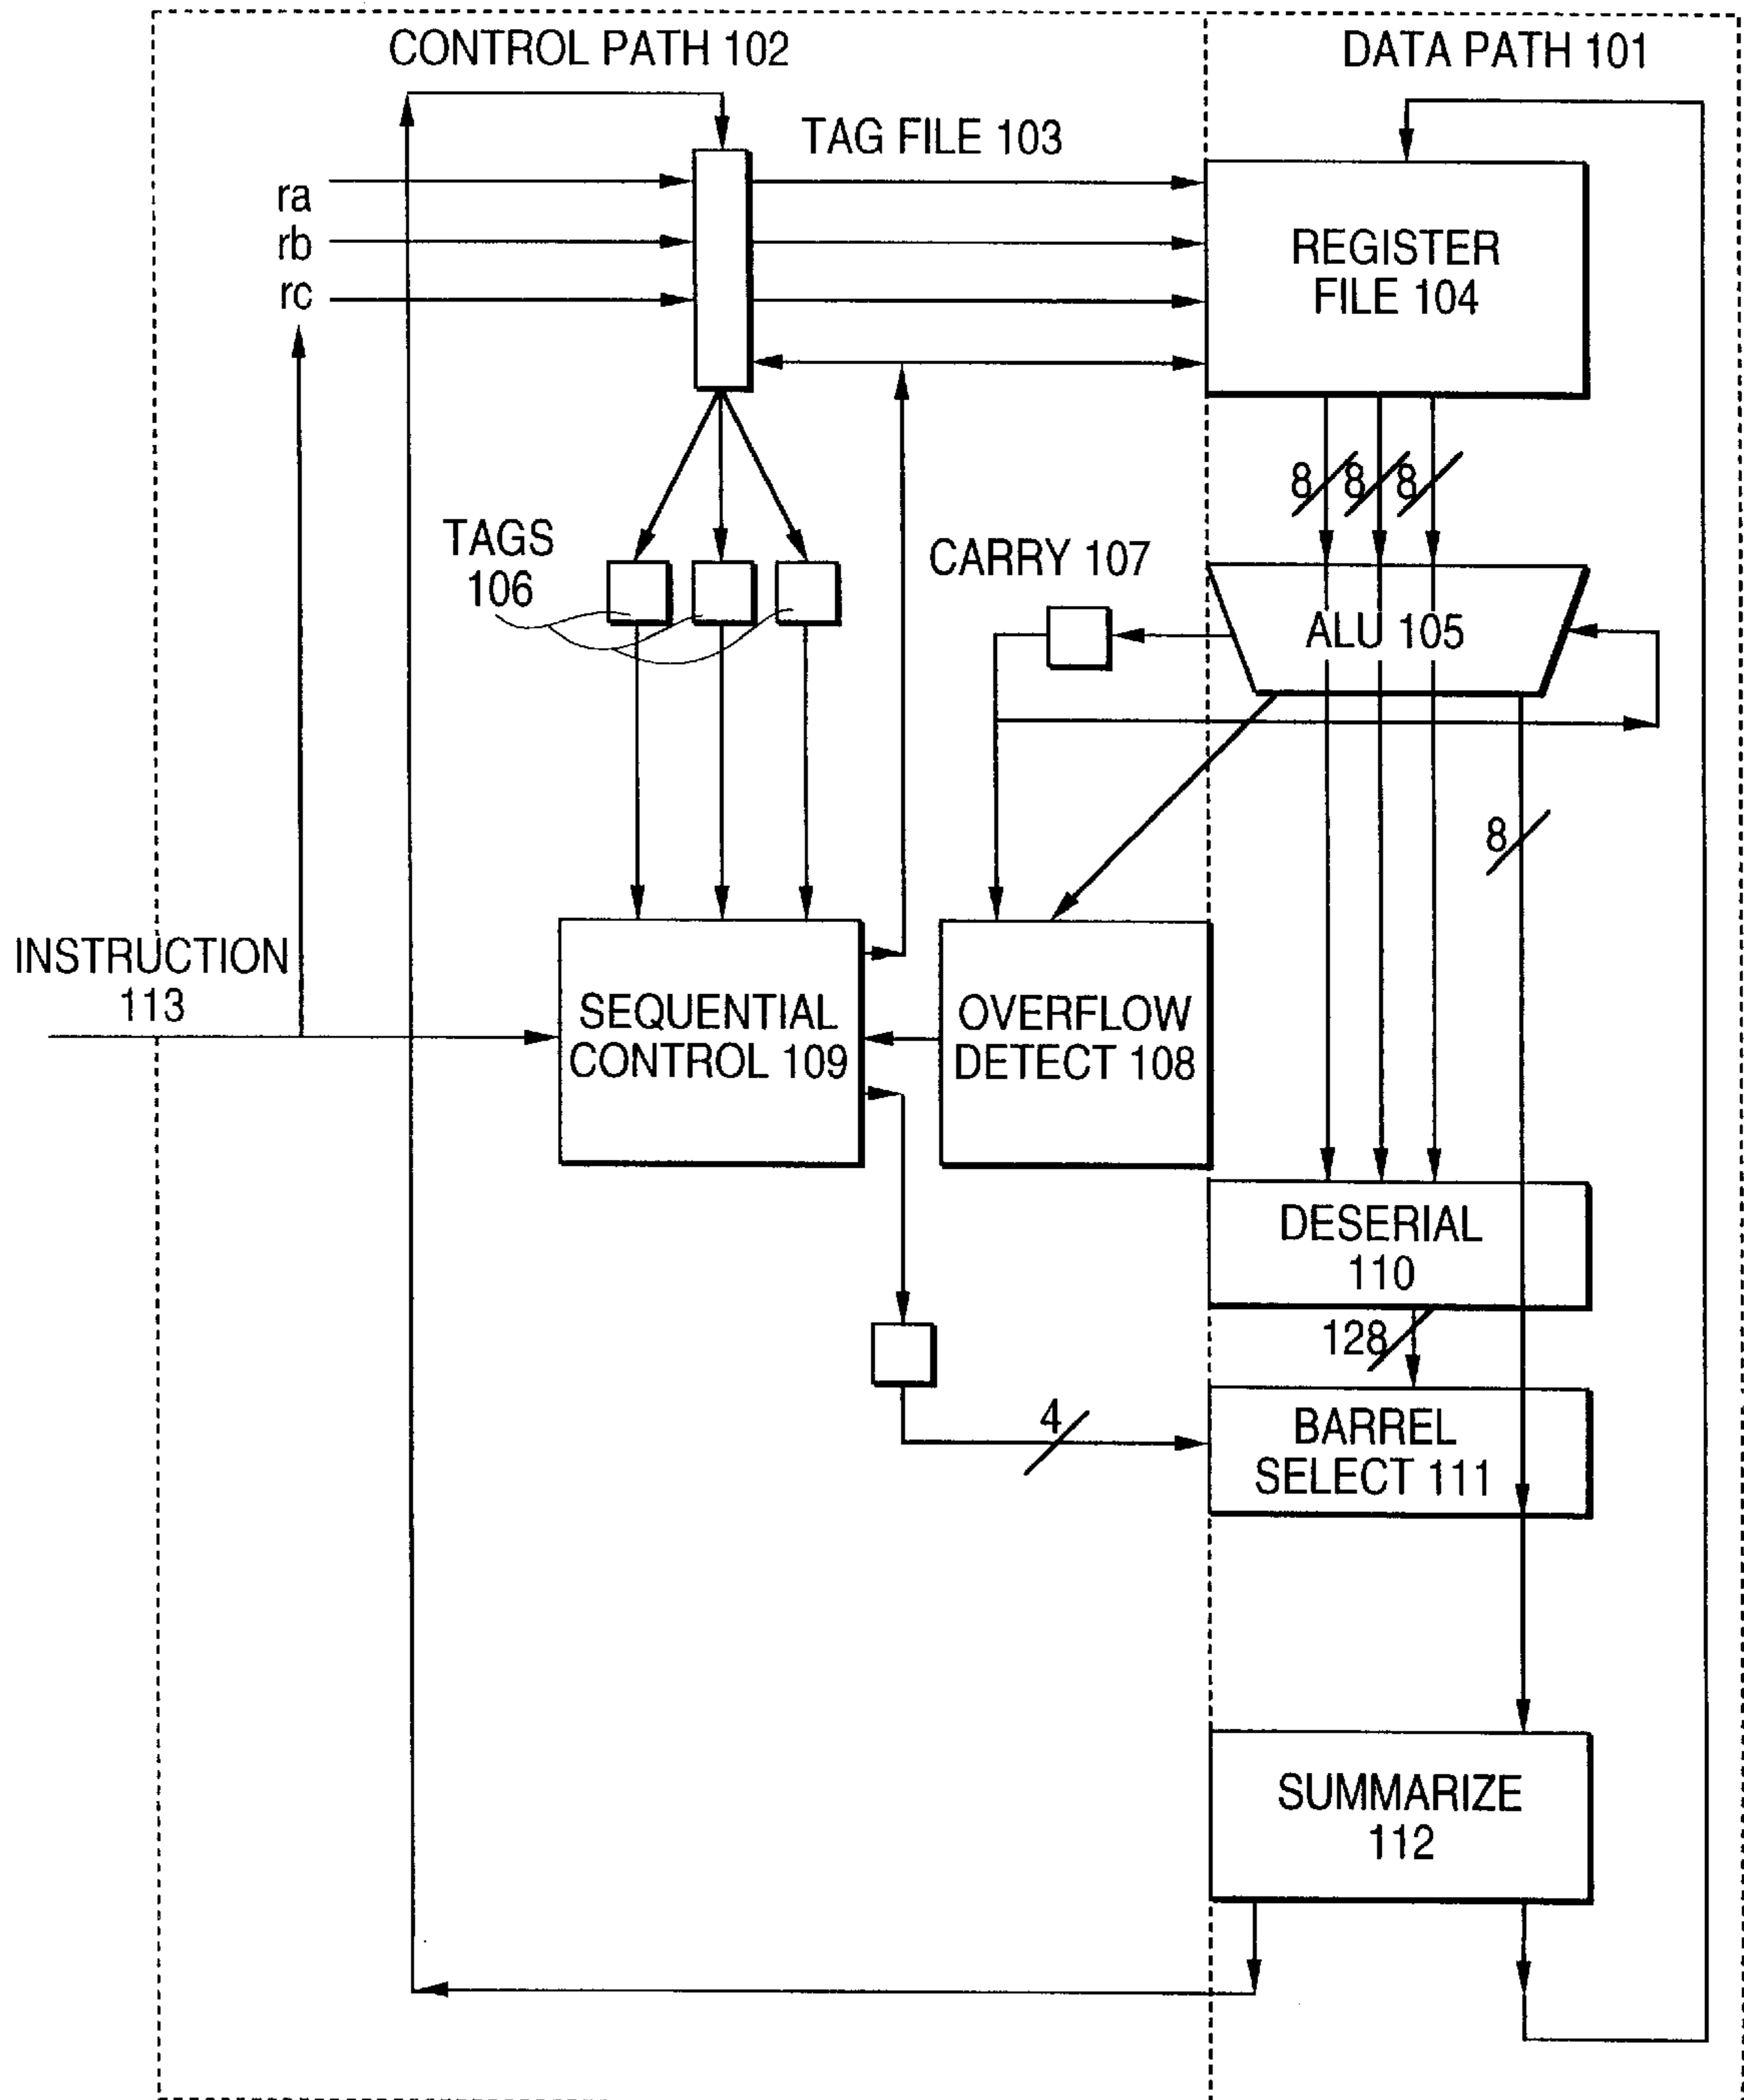 CONTROL PATH 102
DATA PATH 101
TAG FILE 103
ra
rb
rc
REGISTER
FILE 104
8
8
8
TAGS
106
CARRY 107
ALU 105
8
INSTRUCTION
113
SEQUENTIAL
CONTROL 109
OVERFLOW
DETECT 108
DESERIAL
110
128
4
BARREL
SELECT 111
SUMMARIZE
112